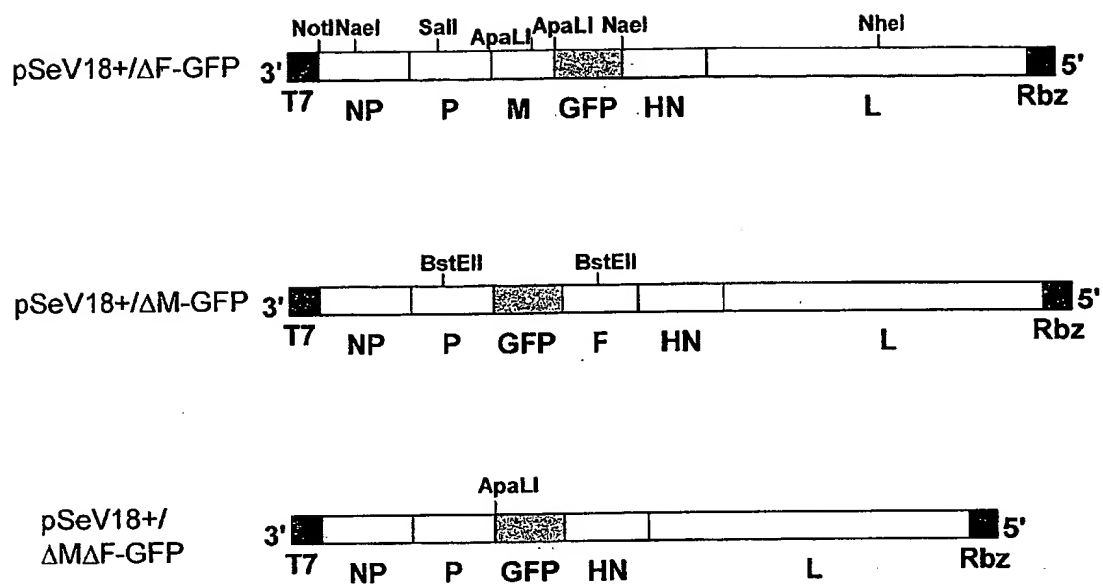 NotI NaeI SalI ApaLI ApaLI NaeI NheI
pSeV18+/ΔF-GFP 3' 5'
T7 NP P M GFP HN L Rbz
BstEII BstEII
pSeV18+/ΔM-GFP 3' 5'
T7 NP P GFP F HN L Rbz
ApaLI
pSeV18+/
ΔMΔF-GFP 3' 5'
T7 NP P GFP HN L Rbz